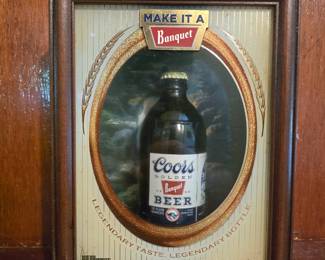 MAKE IT A
Banquet
Coors
GOLDEN
Banquet
BEER
LEGENDARY TASTE. LEGENDARY BOTTLE.